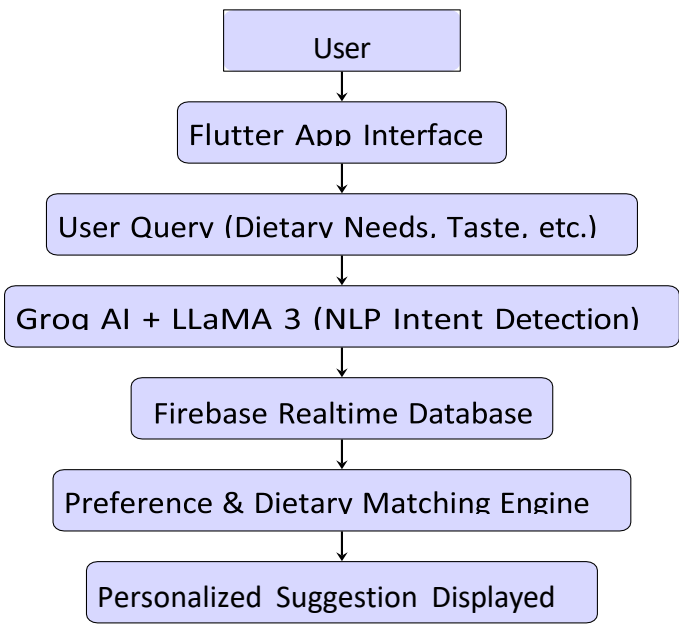 User
Flutter App Interface
User Query (Dietary Needs, Taste, etc.)
Groq AI + LLaMA 3 (NLP Intent Detection)
Firebase Realtime Database
Preference & Dietary Matching Engine
Personalized Suggestion Displayed